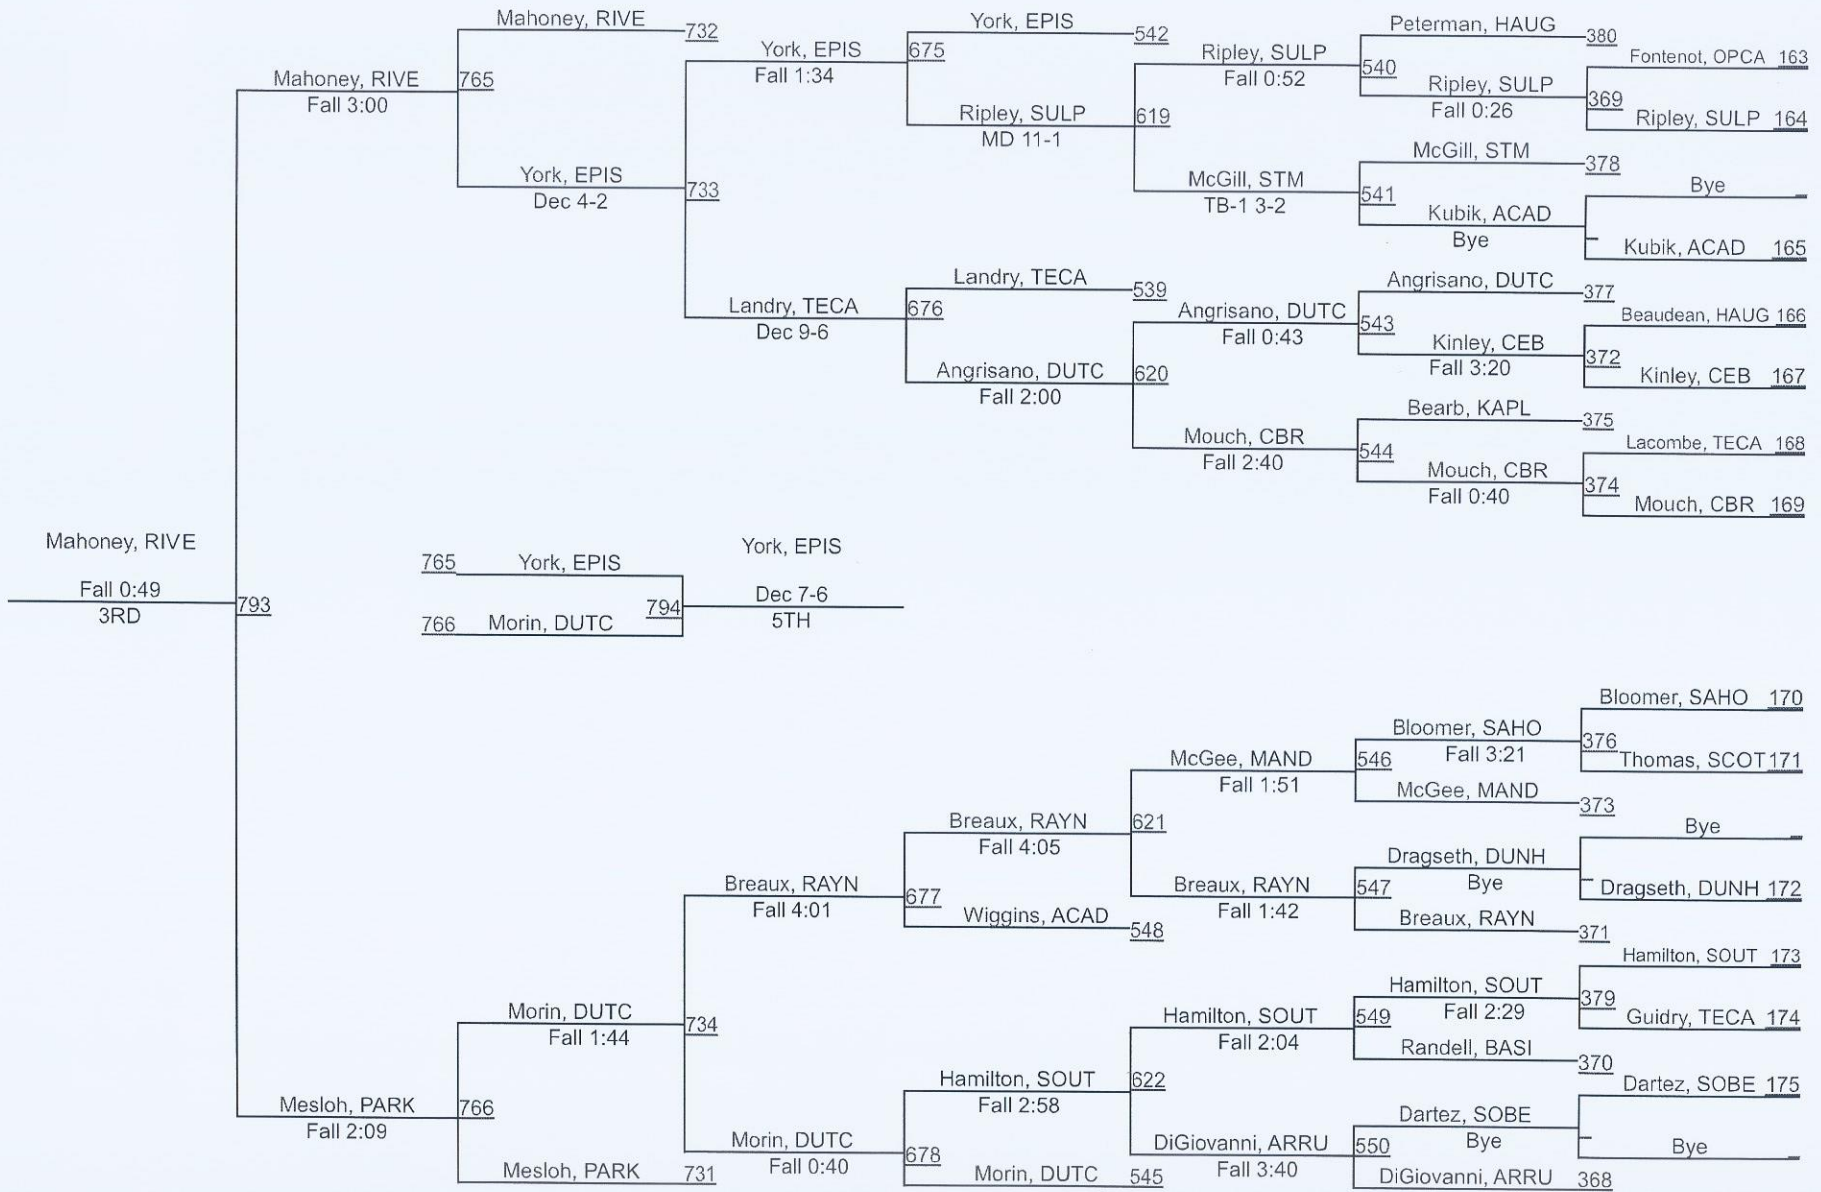 Mahoney, RIVE
732
York, EPIS
542
Peterman, HAUG
380
York, EPIS
675
Fall 1:34
Ripley, SULP
Fall 0:52
540
Fontenot, OPCA 163
Mahoney, RIVE
765
Fall 3:00
Ripley, SULP
369
Fall 0:26
Ripley, SULP
619
MD 11-1
Ripley, SULP 164
McGill, STM
378
York, EPIS
733
Dec 4-2
McGill, STM
541
TB-1 3-2
Bye
Kubik, ACAD
Bye
Kubik, ACAD 165
Landry, TECA
539
Angrisano, DUTC
377
Landry, TECA
676
Dec 9-6
Angrisano, DUTC
543
Fall 0:43
Beaudean, HAUG 166
Kinley, CEB
372
Fall 3:20
Angrisano, DUTC
620
Fall 2:00
Kinley, CEB 167
Bearb, KAPL
375
Mouch, CBR
544
Fall 2:40
Lacombe, TECA 168
Mouch, CBR
374
Fall 0:40
Mouch, CBR 169
Mahoney, RIVE
Fall 0:49
793
3RD
765 York, EPIS
York, EPIS
766 Morin, DUTC
794
Dec 7-6
5TH
Bloomer, SAHO 170
Bloomer, SAHO
376
Fall 3:21
McGee, MAND
546
Fall 1:51
Thomas, SCOT 171
McGee, MAND
373
Breaux, RAYN
621
Fall 4:05
Bye
Dragseth, DUNH
Bye
Breaux, RAYN
677
Fall 4:01
Breaux, RAYN
547
Fall 1:42
Dragseth, DUNH 172
Wiggins, ACAD
548
Breaux, RAYN
371
Hamilton, SOUT 173
Hamilton, SOUT
379
Fall 2:29
Morin, DUTC
734
Fall 1:44
Hamilton, SOUT
549
Fall 2:04
Guidry, TECA 174
Randell, BASI
370
Hamilton, SOUT
622
Fall 2:58
Dartez, SOBE 175
Mesloh, PARK
766
Fall 2:09
Dartez, SOBE
Bye
Morin, DUTC
678
Fall 0:40
DiGiovanni, ARRU
550
Fall 3:40
Bye
Mesloh, PARK
731
Morin, DUTC
545
DiGiovanni, ARRU
368